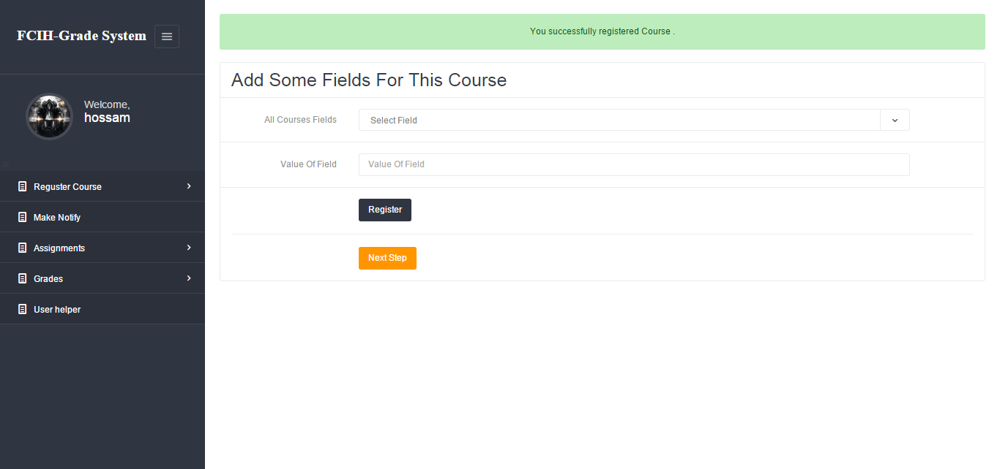 FCIH-Grade System
Welcome,
hossam
Reguster Course
Make Notify
Assignments
Grades
User helper
You successfully registered Course .
Add Some Fields For This Course
All Courses Fields
Select Field
Value Of Field
Value Of Field
Register
Next Step